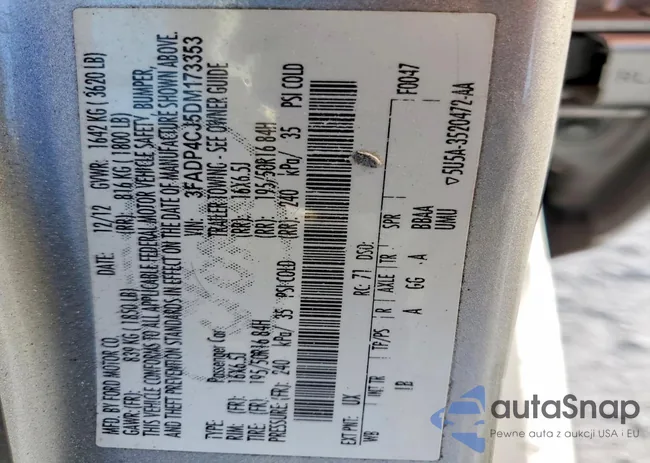 MFD. BY FORD MOTOR CO. DATE: 12/12 GVWR: 1642 KG ( 3620 LB)
GAWR: (FR): 839 KG ( 1850 LB) (RR): 816 KG ( 1800 LB)
THIS VEHICLE CONFORMS TO ALL APPLICABLE FEDERAL MOTOR VEHICLE SAFETY, BUMPER,
AND THEFT PREVENTION STANDARDS IN EFFECT ON THE DATE OF MANUFACTURE SHOWN ABOVE.
VIN: 3FADP4CJ5DM173353
TYPE: Passenger Car TRAILER TOWING - SEE OWNER GUIDE
RIM: (FR): 16X6.5J (RR): 16X6.5J
TIRE: (FR): 195/50R16 84H (RR): 195/50R16 84H
PRESSURE: (FR): 240 kPa/ 35 PSI COLD (RR): 240 kPa/ 35 PSI COLD
EXT PNT: UX RC: 71 DSO: F0047
WB INT TR TP/PS R AXLE TR SPR
LB A GG A BBAA
UMU
▽5U5A-3520472-AA
autaSnap
Pewne auta z aukcji USA i EU